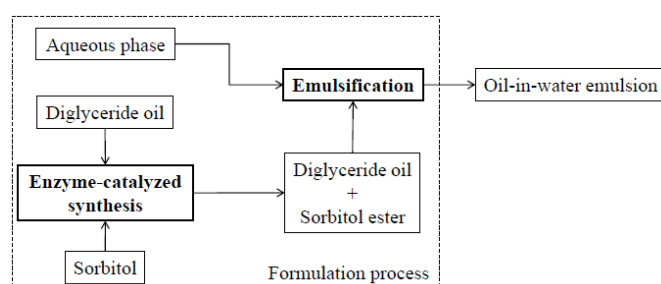 Aqueous phase
Emulsification
Oil-in-water emulsion
Diglyceride oil
Enzyme-catalyzed
synthesis
Diglyceride oil
+
Sorbitol ester
Sorbitol
Formulation process